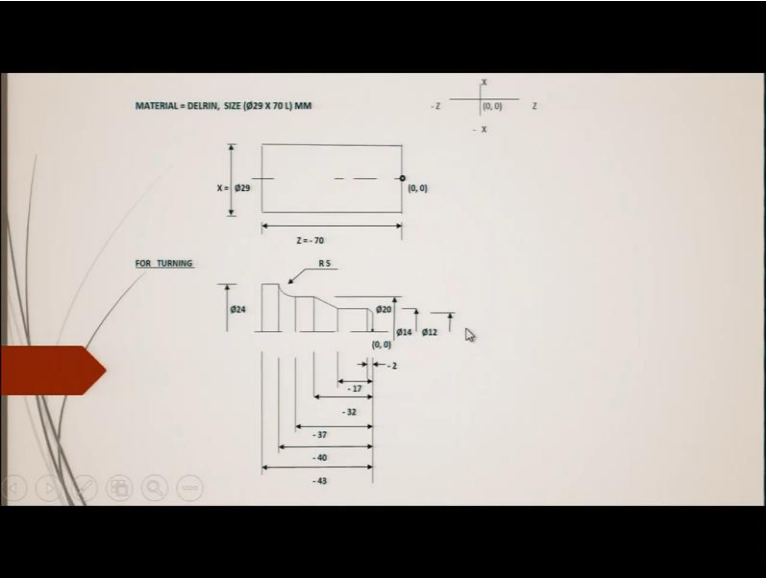 X
MATERIAL = DELRIN, SIZE (Ø29 X 70 L) MM
- Z
(0, 0)
Z
- X
X = Ø29
(0, 0)
Z = - 70
FOR TURNING
R 5
Ø24
Ø20
Ø14
Ø12
(0, 0)
- 2
- 17
- 32
- 37
- 40
- 43